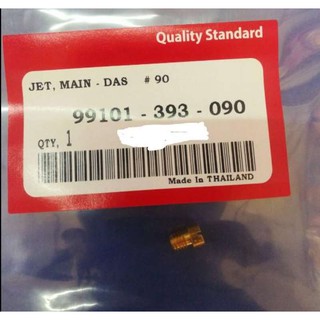 Quality Standard
JET, MAIN - DAS # 90
99101 - 393 - 090
QTY, 1
Made In THAILAND